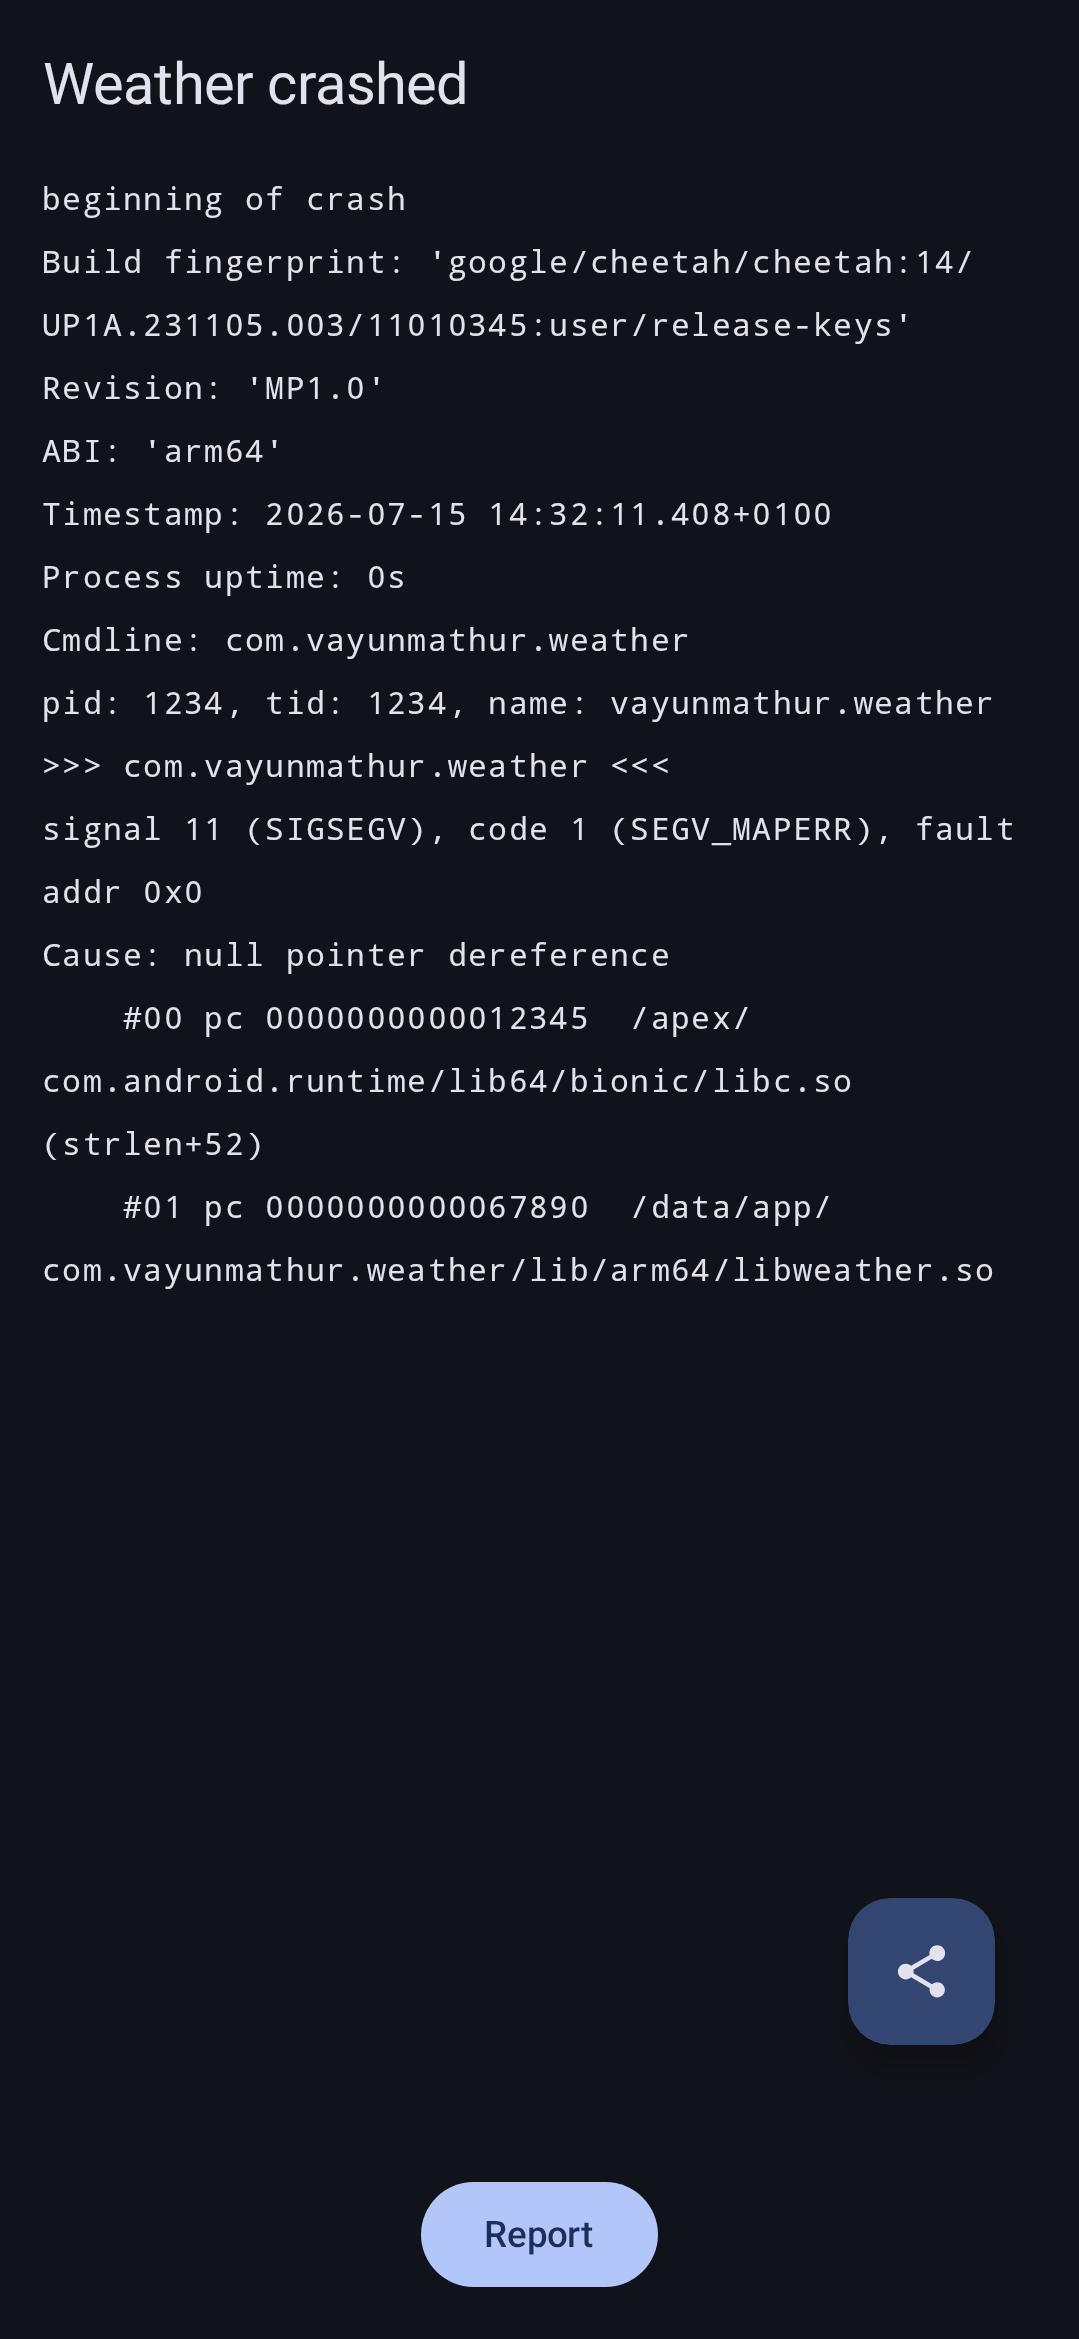 Weather crashed
beginning of crash
Build fingerprint: 'google/cheetah/cheetah:14/
UP1A.231105.003/11010345:user/release-keys'
Revision: 'MP1.0'
ABI: 'arm64'
Timestamp: 2026-07-15 14:32:11.408+0100
Process uptime: 0s
Cmdline: com.vayunmathur.weather
pid: 1234, tid: 1234, name: vayunmathur.weather
>>> com.vayunmathur.weather <<<
signal 11 (SIGSEGV), code 1 (SEGV_MAPERR), fault
addr 0x0
Cause: null pointer dereference
    #00 pc 0000000000012345  /apex/
com.android.runtime/lib64/bionic/libc.so
(strlen+52)
    #01 pc 0000000000067890  /data/app/
com.vayunmathur.weather/lib/arm64/libweather.so
Report